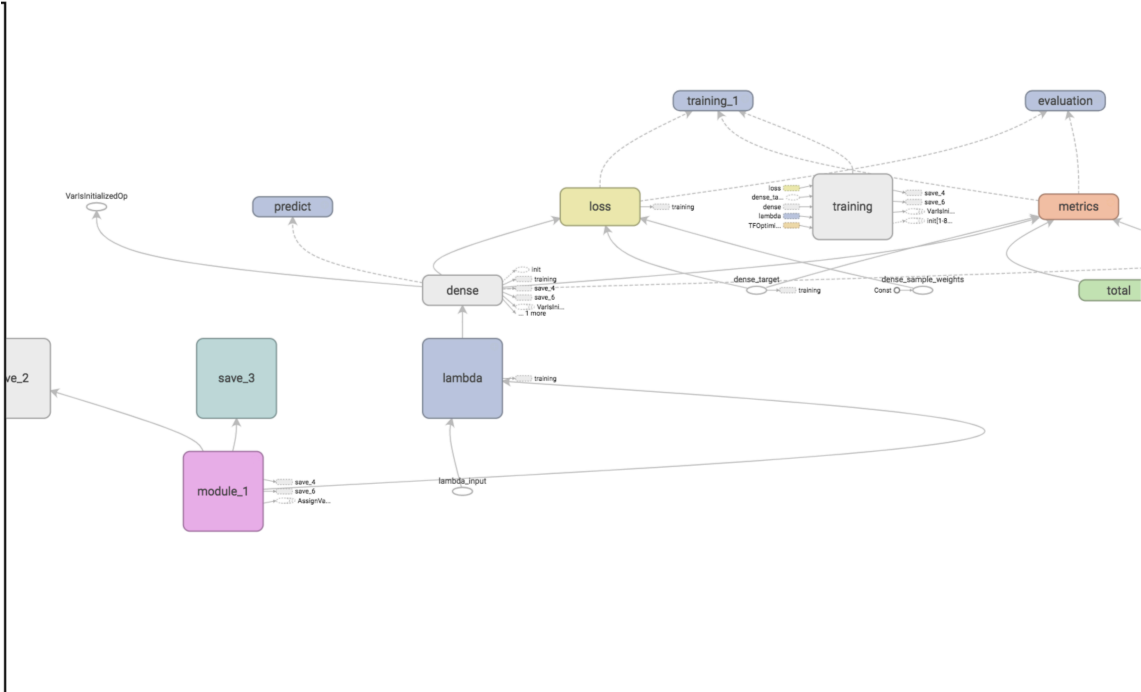 training_1
evaluation
VarIsInitializedOp
predict
loss
training
loss
dense_ta...
dense
lambda
TFOptimi...
training
save_4
save_6
VarIsIni...
init[1-8...
metrics
dense
init
training
save_4
save_6
VarIsIni...
... 1 more
dense_target
training
dense_sample_weights
Const
total
ve_2
save_3
lambda
training
module_1
save_4
save_6
AssignVa...
lambda_input